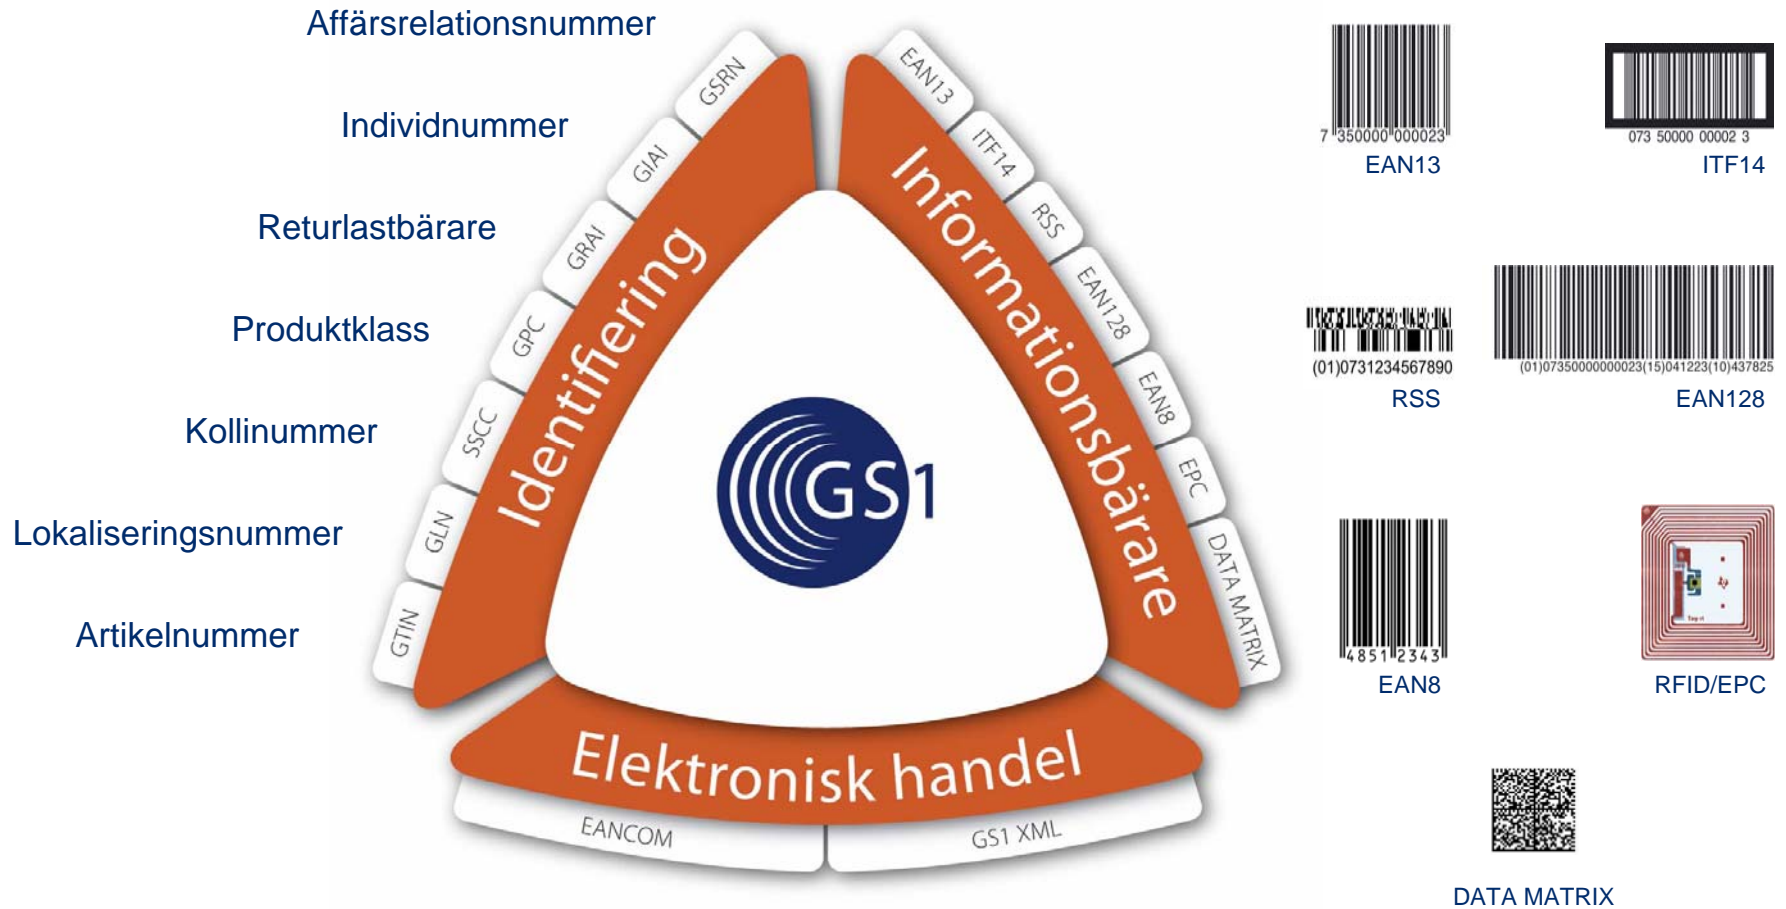 Affärsrelationsnummer
Individnummer
Returlastbärare
Produktklass
Kollinummer
Lokaliseringsnummer
Artikelnummer
GSRN
GIAI
GRAI
GPC
SSCC
GLN
GTIN
Identifiering
EAN13
ITF14
RSS
EAN128
EAN8
EPC
DATA MATRIX
Informationsbärare
GS1
Elektronisk handel
EANCOM
GS1 XML
7 350000 000023
EAN13
073 50000 00002 3
ITF14
(01)0731234567890
RSS
(01)07350000000023(15)041223(10)437825
EAN128
4851 2343
EAN8
RFID/EPC
DATA MATRIX